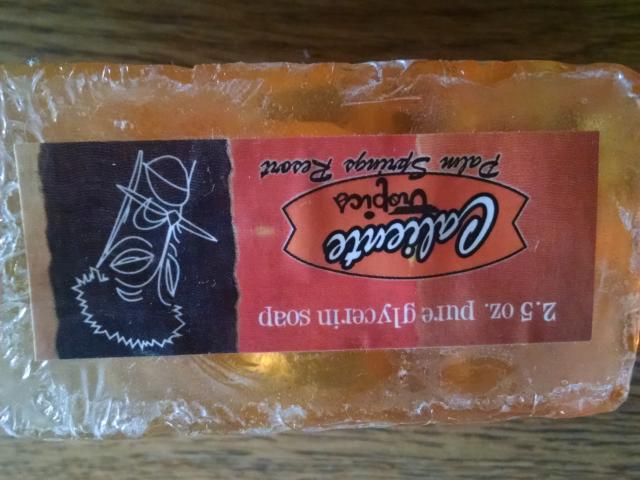 2.5 oz. pure glycerin soap
Caliente
Tropics
Palm Springs Resort